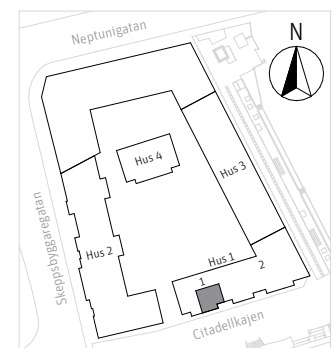 Neptunigatan
N
Hus 4
Hus 3
Skeppsbyggaregatan
Hus 2
Hus 1
1
2
Citadellkajen